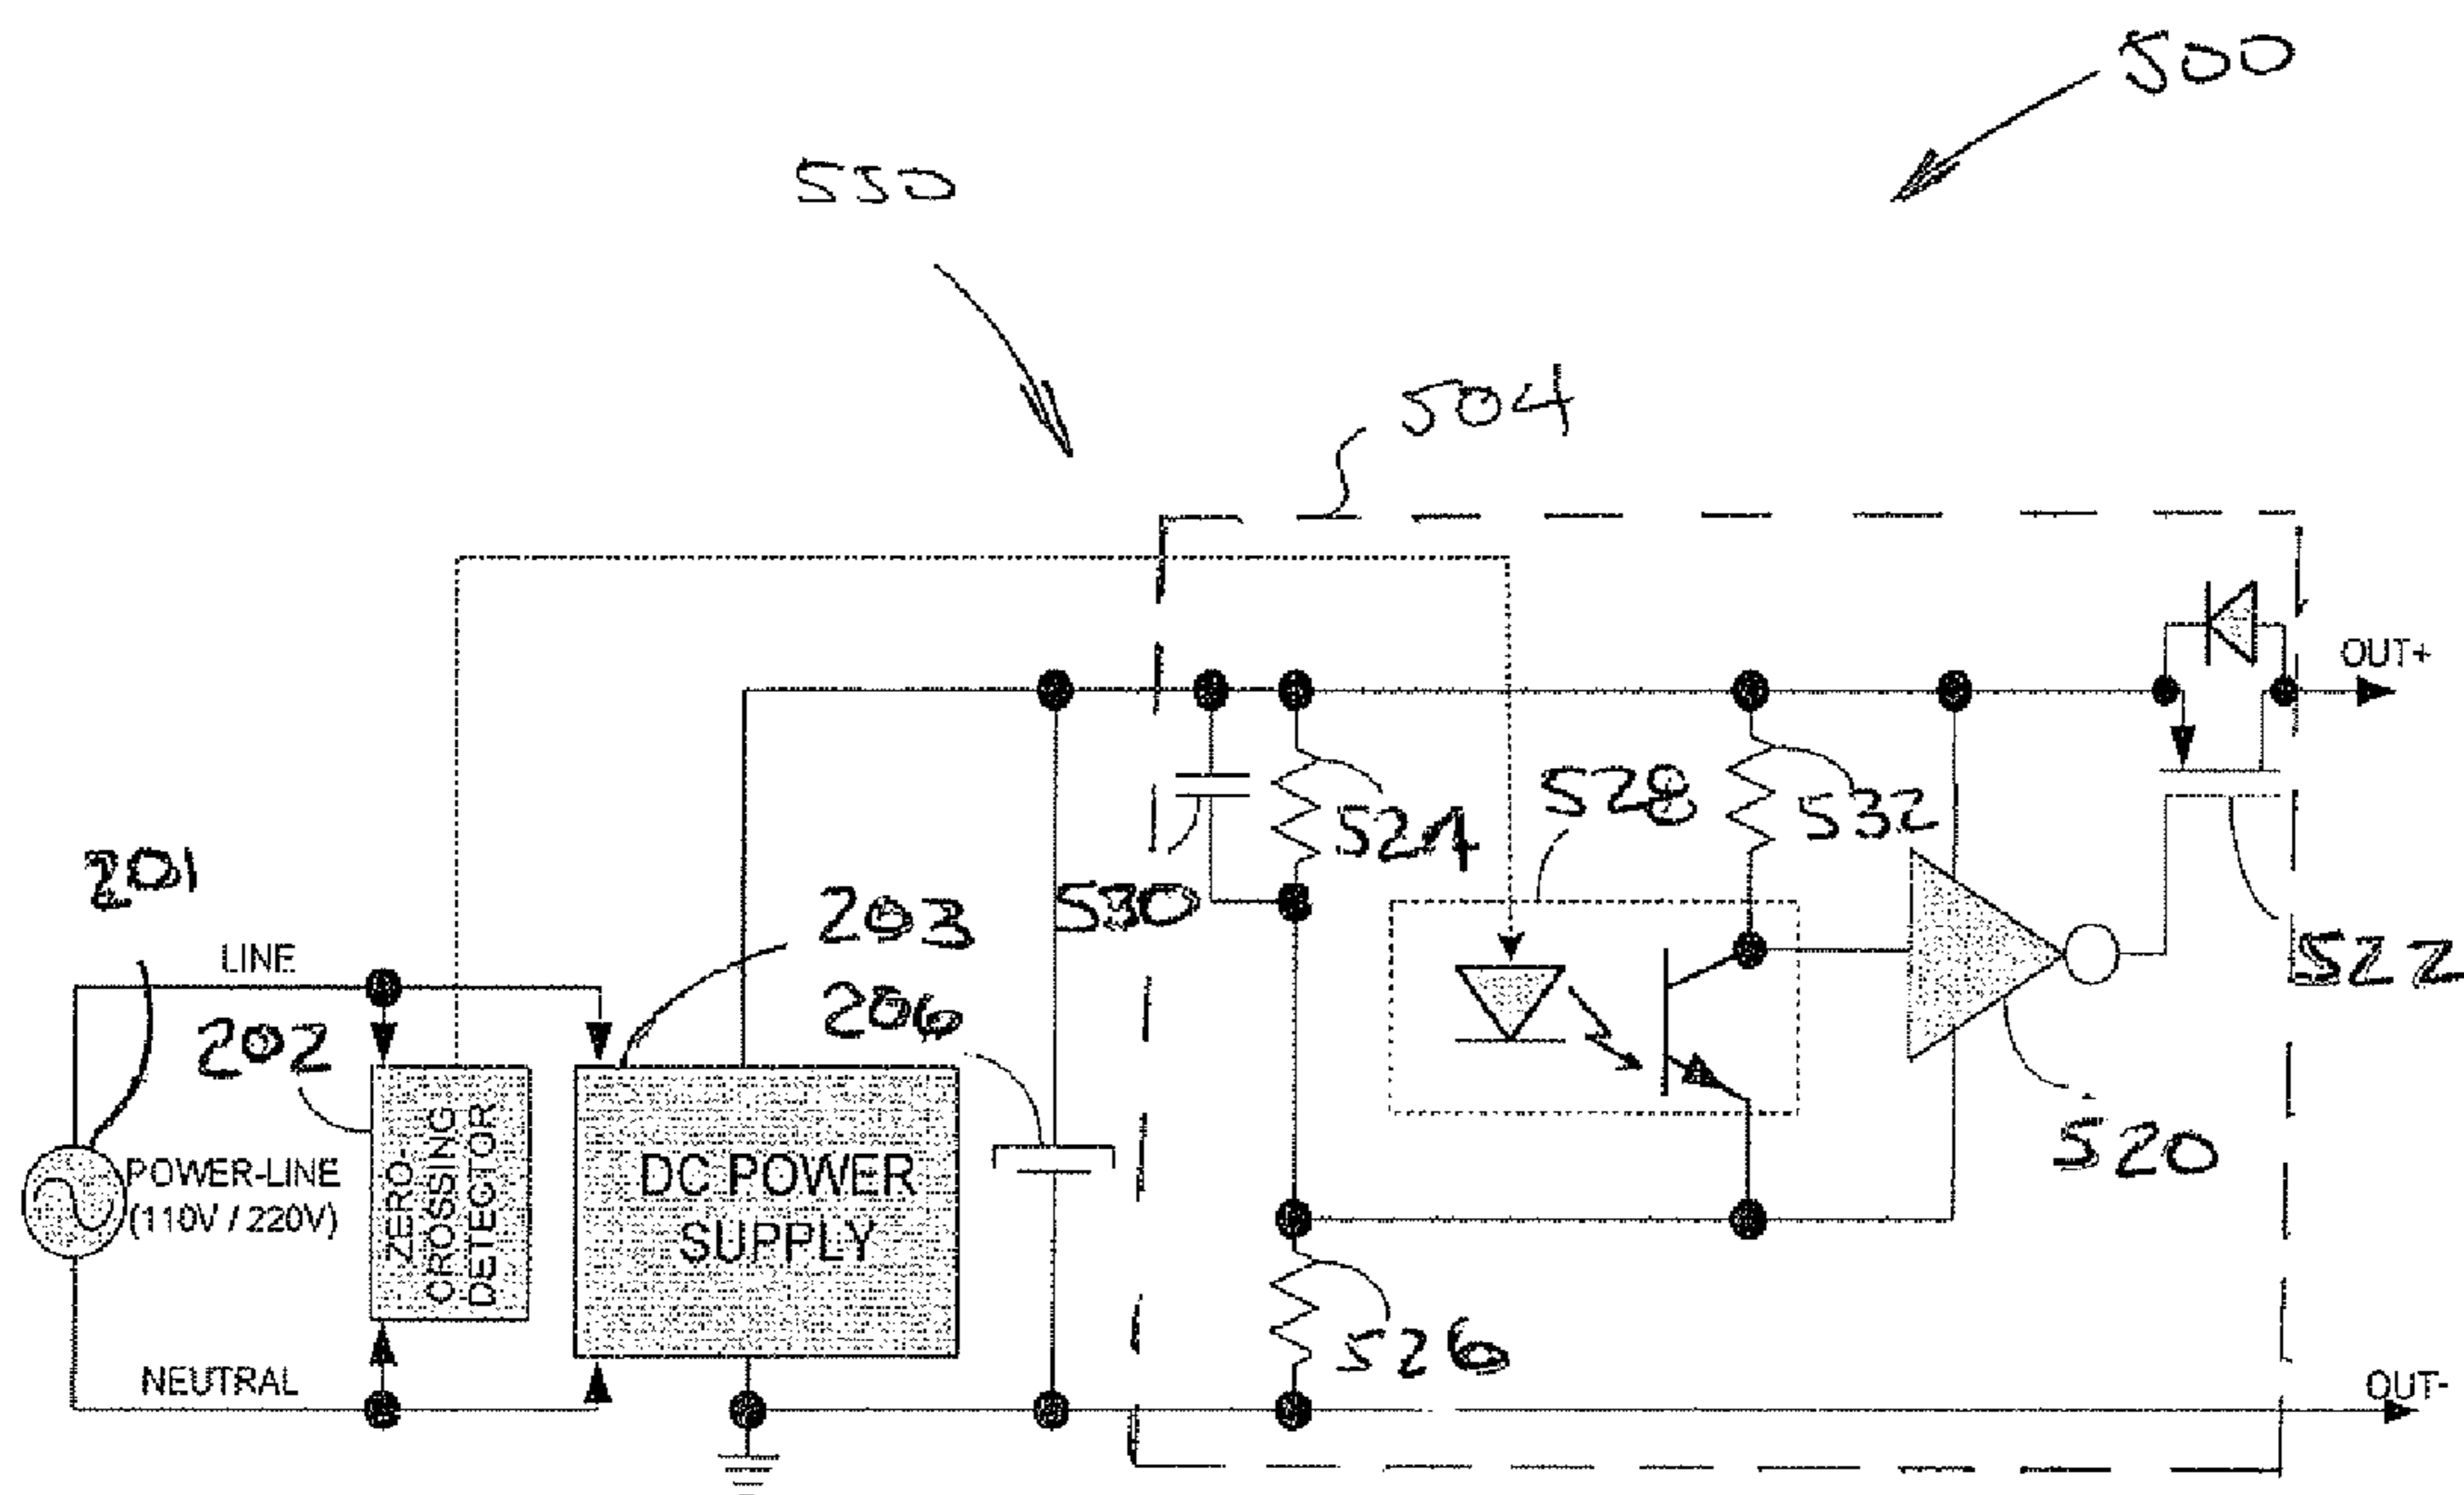 500
550
504
OUT+
528
532
524
530
201
203
206
LINE
202
522
520
POWER-LINE
(110V / 220V)
ZERO-
CROSSING
DETECTOR
DC POWER
SUPPLY
526
NEUTRAL
OUT-